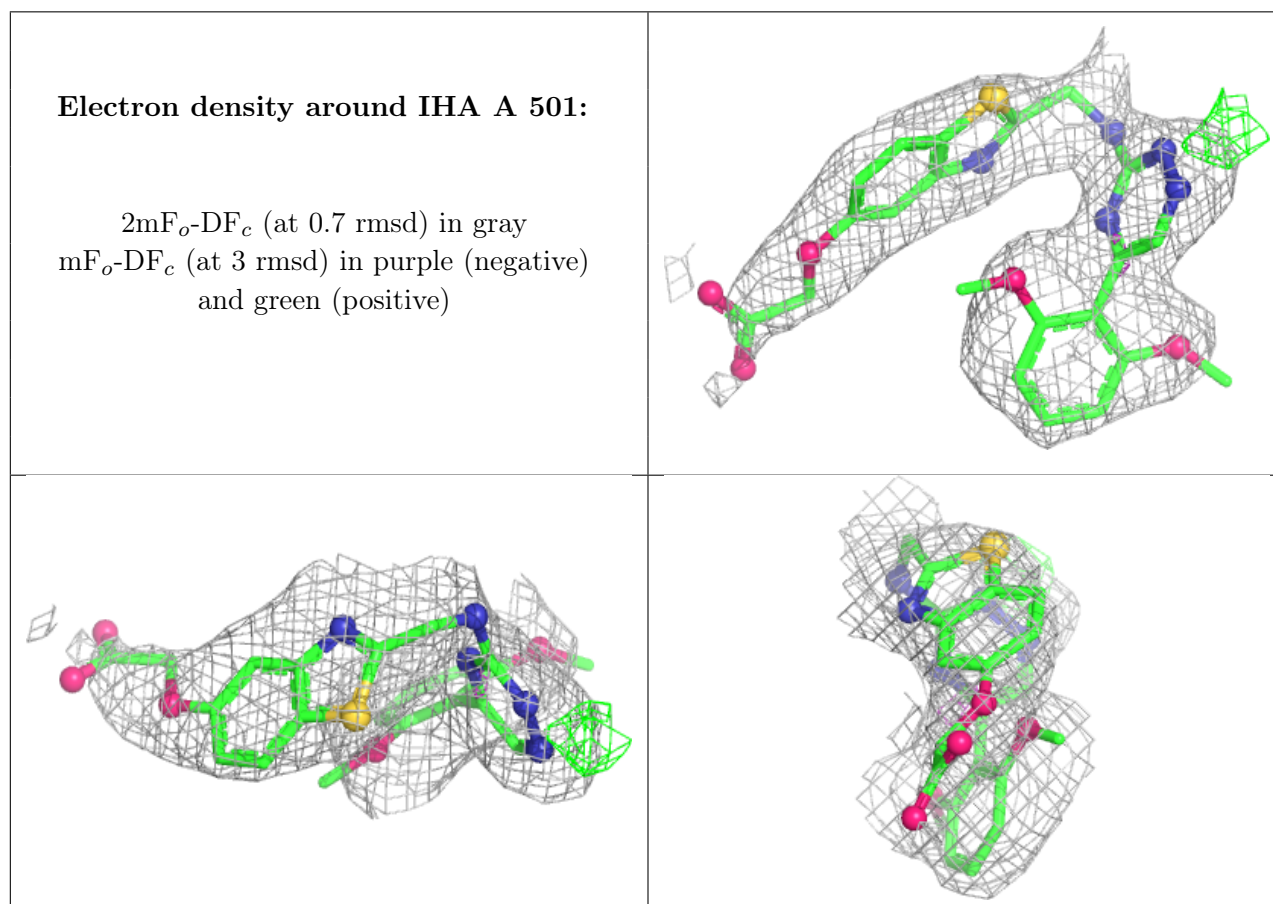 Electron density around IHA A 501:
2mFo-DFc (at 0.7 rmsd) in gray
mFo-DFc (at 3 rmsd) in purple (negative)
and green (positive)